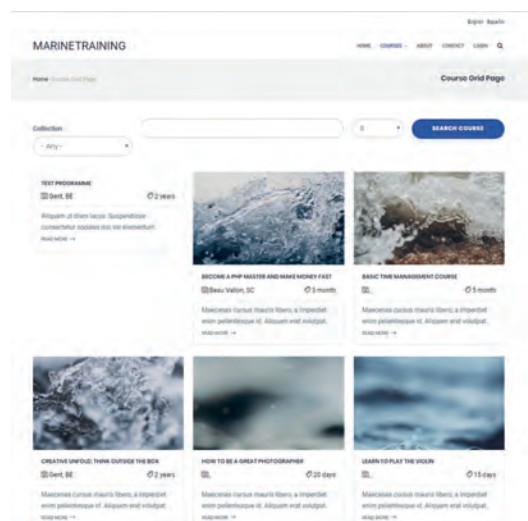 English Español
MARINETRAINING
HOME COURSES ABOUT CONTACT LOGIN
Home Course Grid Page
Course Grid Page
Collection
- Any -
SEARCH COURSE
TEST PROGRAMME
Gent, BE 2 years
Aliquam ut diam lacus. Suspendisse
consectetur sodales dui vel elementum.
READ MORE →
BECOME A PHP MASTER AND MAKE MONEY FAST
Beau Vallon, SC 3 month
Maecenas cursus mauris libero, a imperdiet
enim pellentesque id. Aliquam erat volutpat.
READ MORE →
BASIC TIME MANAGEMENT COURSE
, 5 month
Maecenas cursus mauris libero, a imperdiet
enim pellentesque id. Aliquam erat volutpat.
READ MORE →
CREATIVE UNFOLD, THINK OUTSIDE THE BOX
Gent, BE 2 years
Maecenas cursus mauris libero, a imperdiet
enim pellentesque id. Aliquam erat volutpat.
READ MORE →
HOW TO BE A GREAT PHOTOGRAPHER
, 20 days
Maecenas cursus mauris libero, a imperdiet
enim pellentesque id. Aliquam erat volutpat.
READ MORE →
LEARN TO PLAY THE VIOLIN
, 15 days
Maecenas cursus mauris libero, a imperdiet
enim pellentesque id. Aliquam erat volutpat.
READ MORE →